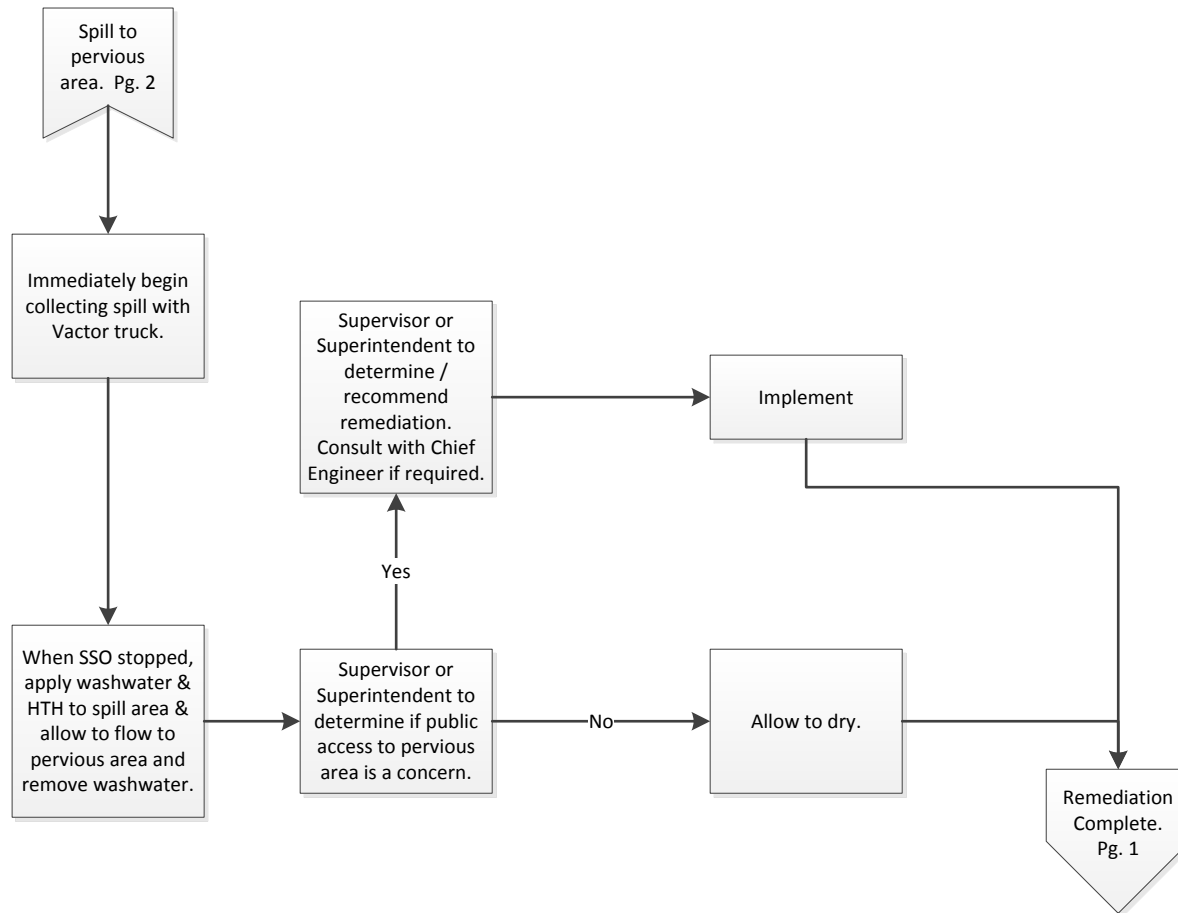 Spill to
pervious
area.  Pg. 2
Immediately begin
collecting spill with
Vactor truck.
Supervisor or
Superintendent to
determine /
recommend
remediation.
Consult with Chief
Engineer if required.
Implement
Yes
When SSO stopped,
apply washwater &
HTH to spill area &
allow to flow to
pervious area and
remove washwater.
Supervisor or
Superintendent to
determine if public
access to pervious
area is a concern.
No
Allow to dry.
Remediation
Complete.
Pg. 1